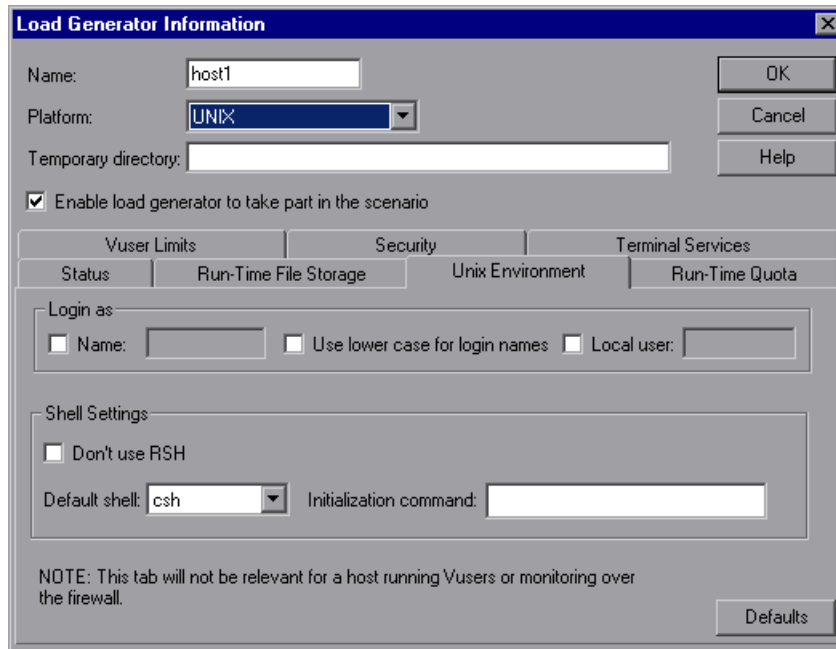 Load Generator Information
Name: host1 OK
Platform: UNIX Cancel
Temporary directory: Help
Enable load generator to take part in the scenario
Vuser Limits Security Terminal Services
Status Run-Time File Storage Unix Environment Run-Time Quota
Login as
Name: Use lower case for login names Local user:
Shell Settings
Don't use RSH
Default shell: csh Initialization command:
NOTE: This tab will not be relevant for a host running Vusers or monitoring over
the firewall.
Defaults